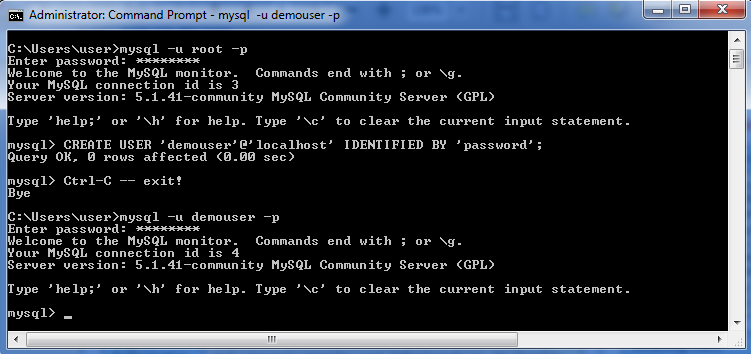 Administrator: Command Prompt - mysql -u demouser -p
C:\Users\user>mysql -u root -p
Enter password: ********
Welcome to the MySQL monitor.  Commands end with ; or \g.
Your MySQL connection id is 3
Server version: 5.1.41-community MySQL Community Server (GPL)
Type 'help;' or '\h' for help. Type '\c' to clear the current input statement.
mysql> CREATE USER 'demouser'@'localhost' IDENTIFIED BY 'password';
Query OK, 0 rows affected (0.00 sec)
mysql> Ctrl-C -- exit!
Bye
C:\Users\user>mysql -u demouser -p
Enter password: ********
Welcome to the MySQL monitor.  Commands end with ; or \g.
Your MySQL connection id is 4
Server version: 5.1.41-community MySQL Community Server (GPL)
Type 'help;' or '\h' for help. Type '\c' to clear the current input statement.
mysql> _